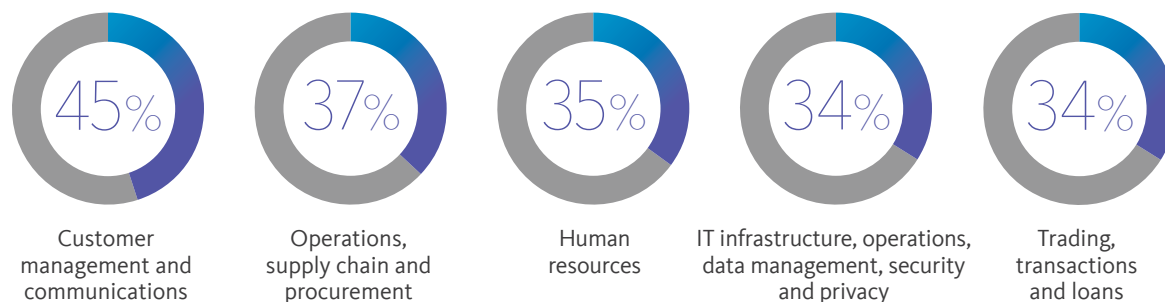 45%
37%
35%
34%
34%
Customer
management and
communications
Operations,
supply chain and
procurement
Human
resources
IT infrastructure, operations,
data management, security
and privacy
Trading,
transactions
and loans